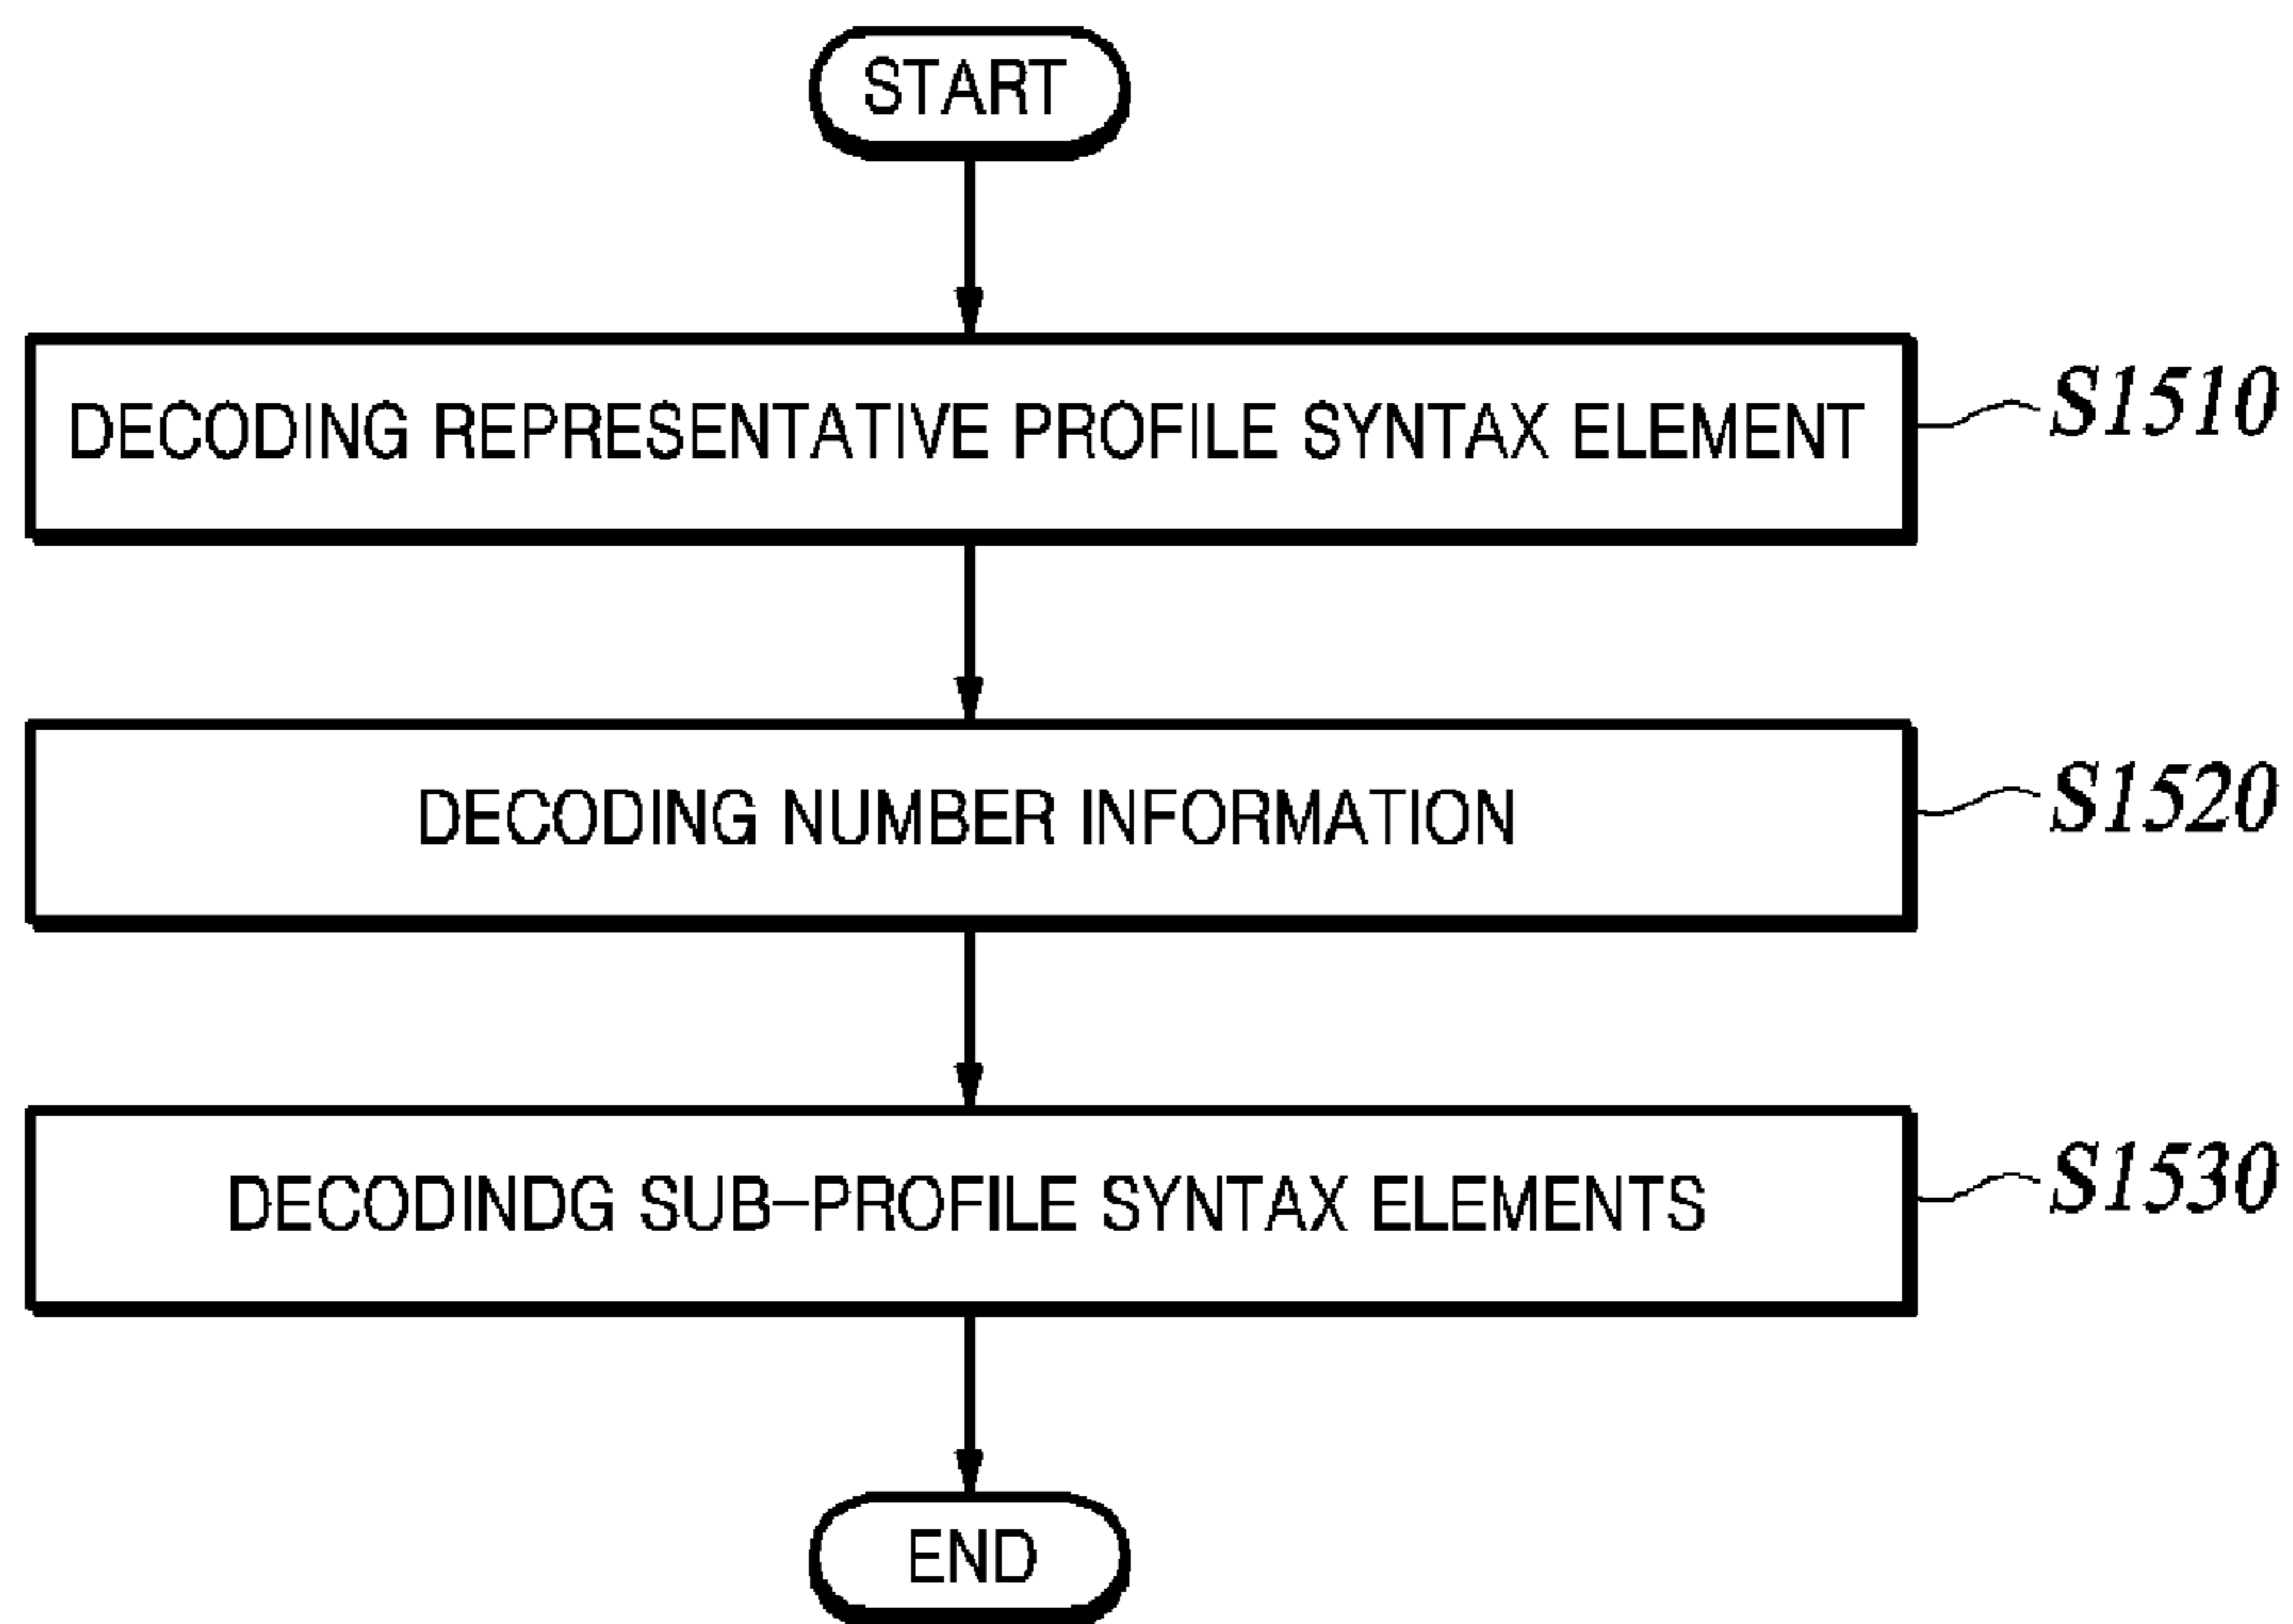 START
DECODING REPRESENTATIVE PROFILE SYNTAX ELEMENT
S1510
DECODING NUMBER INFORMATION
S1520
DECODINDG SUB-PROFILE SYNTAX ELEMENTS
S1530
END